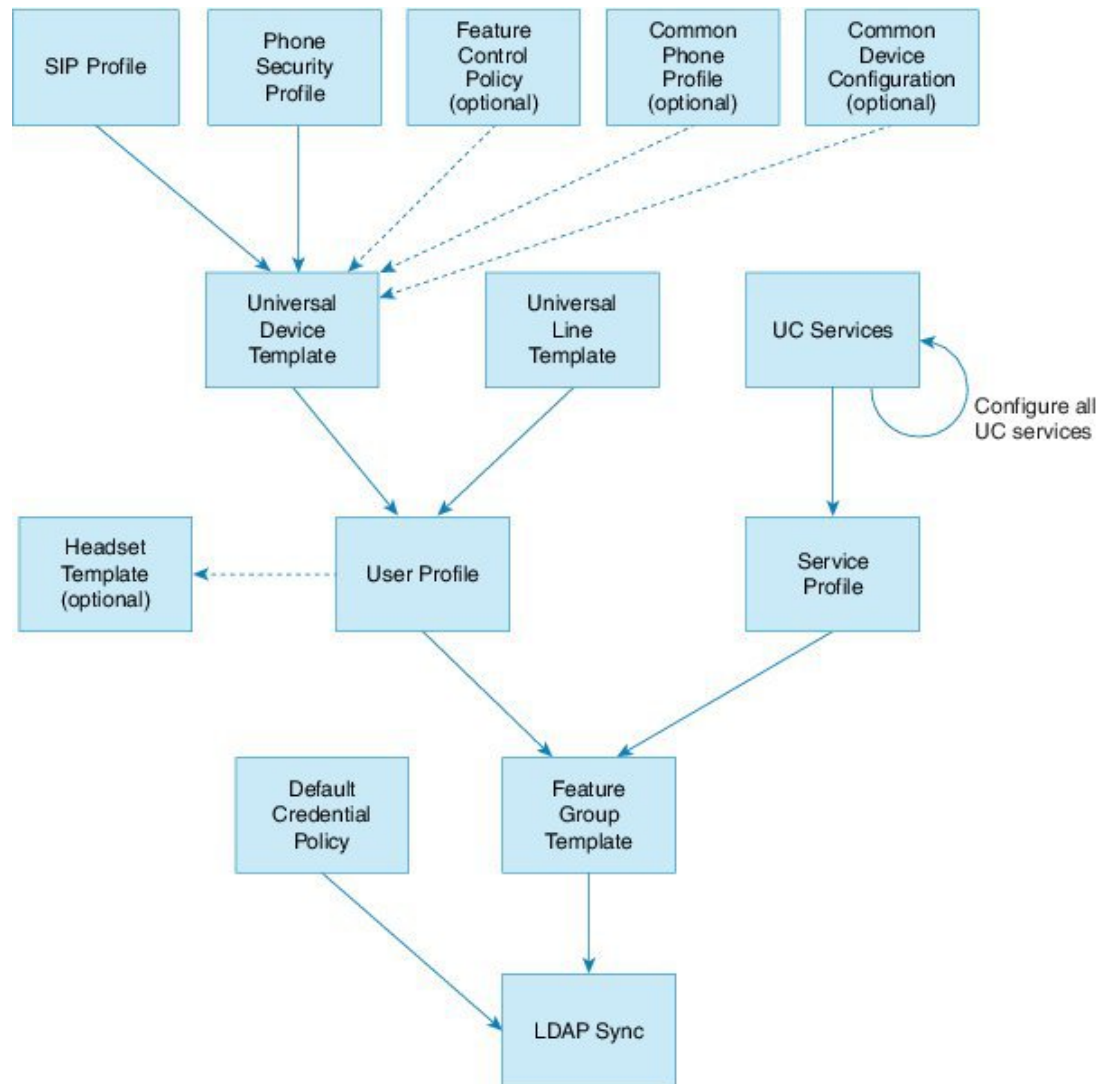 SIP Profile
Phone
Security
Profile
Feature
Control
Policy
(optional)
Common
Phone
Profile
(optional)
Common
Device
Configuration
(optional)
Universal
Device
Template
Universal
Line
Template
UC Services
Configure all
UC services
Headset
Template
(optional)
User Profile
Service
Profile
Default
Credential
Policy
Feature
Group
Template
LDAP Sync